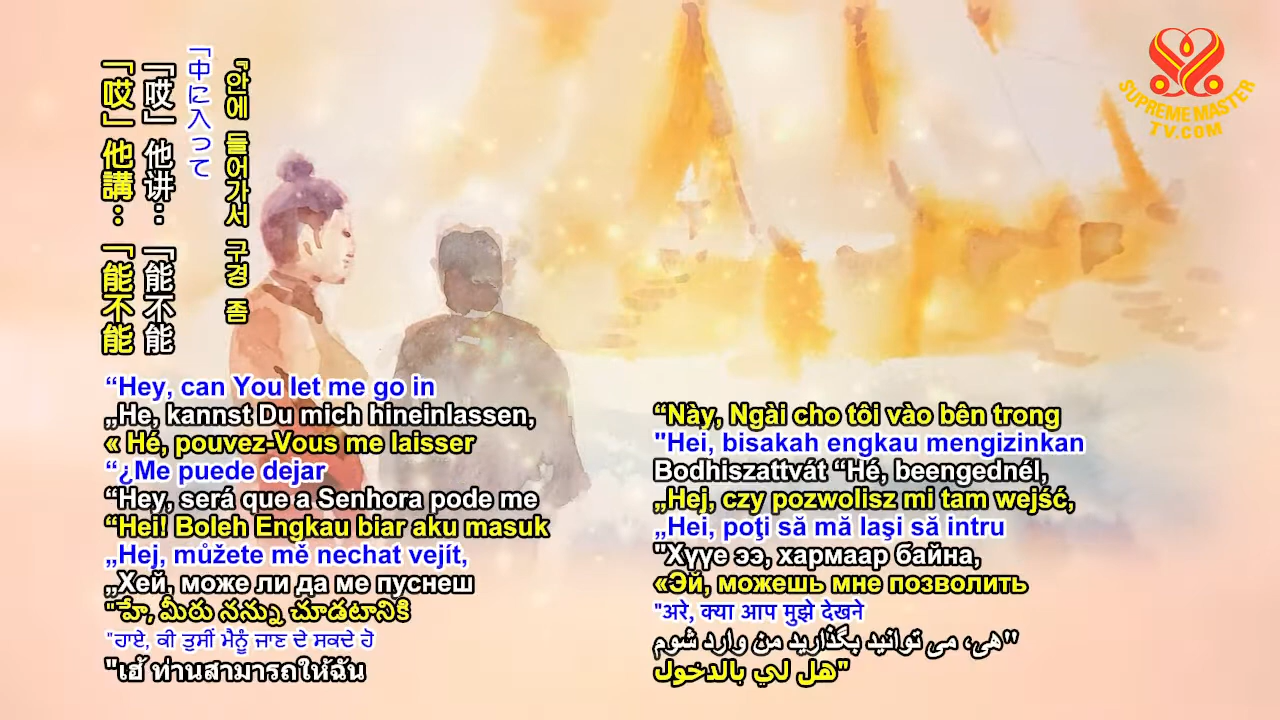 「哎」他講:「能不能
「哎」他讲:「能不能
「中に入って
『안에 들어가서 구경 좀
SUPREME MASTER
TV.COM
“Hey, can You let me go in
„He, kannst Du mich hineinlassen,
« Hé, pouvez-Vous me laisser
“¿Me puede dejar
“Hey, será que a Senhora pode me
“Hei! Boleh Engkau biar aku masuk
„Hej, můžete mě nechat vejít,
„Хей, може ли да ме пуснеш
"హే, మీరు నన్ను చూడటానికి
"ਹਾਏ, ਕੀ ਤੁਸੀਂ ਮੈਨੂੰ ਜਾਣ ਦੇ ਸਕਦੇ ਹੋ
"เฮ้ ท่านสามารถให้ฉัน
“Này, Ngài cho tôi vào bên trong
"Hei, bisakah engkau mengizinkan
Bodhiszattvát “Hé, beengednél,
„Hej, czy pozwolisz mi tam wejść,
„Hei, poţi să mă laşi să intru
"Хүүе ээ, хармаар байна,
«Эй, можешь мне позволить
"अरे, क्या आप मुझे देखने
"هی، می توانید بگذارید من وارد شوم
"هل لي بالدخول